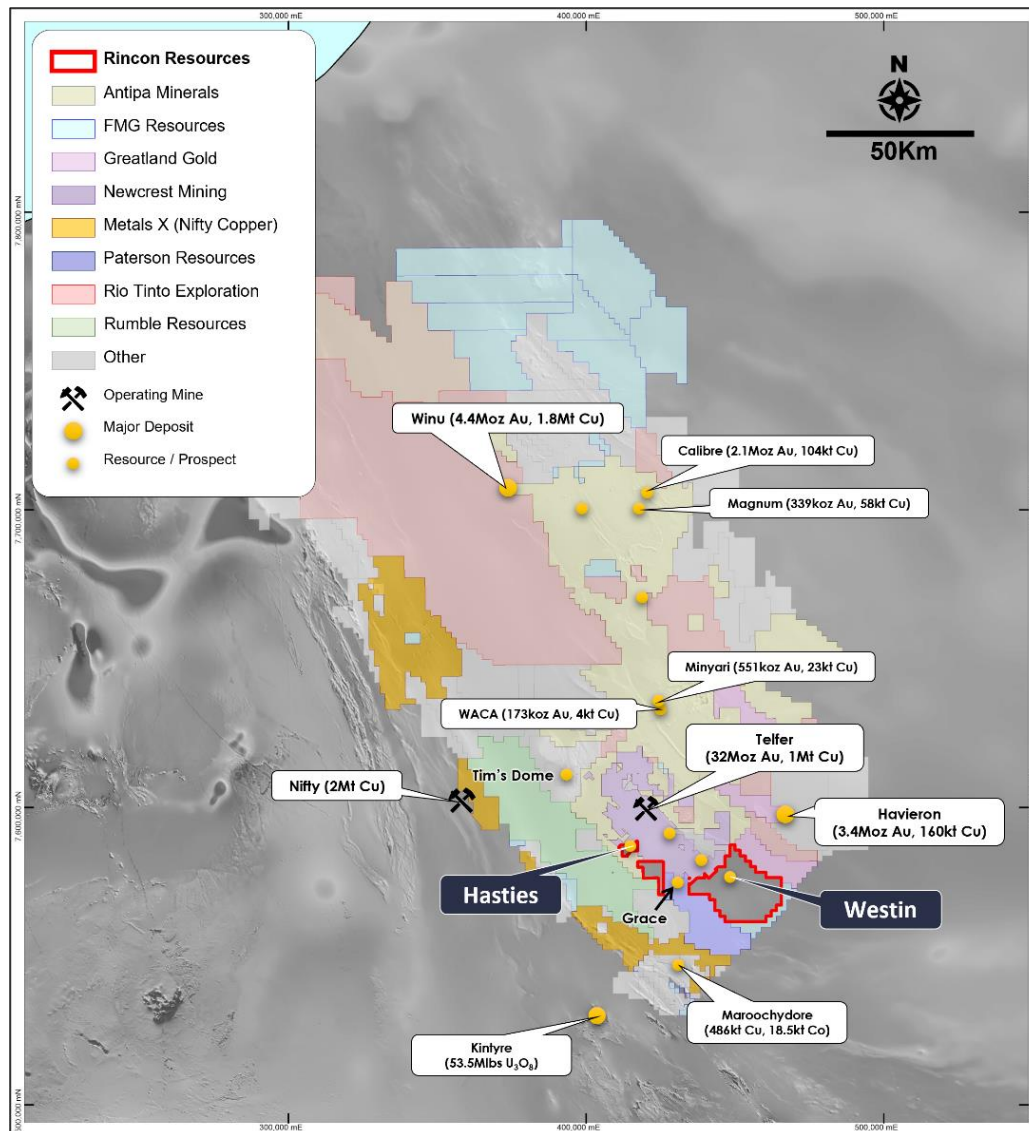 300,000 mE
400,000 mE
500,000 mE
Rincon Resources
Antipa Minerals
FMG Resources
Greatland Gold
Newcrest Mining
Metals X (Nifty Copper)
Paterson Resources
Rio Tinto Exploration
Rumble Resources
Other
Operating Mine
Major Deposit
Resource / Prospect
N
50Km
7,800,000 mN
Winu (4.4Moz Au, 1.8Mt Cu)
Calibre (2.1Moz Au, 104kt Cu)
Magnum (339koz Au, 58kt Cu)
7,700,000 mN
Minyari (551koz Au, 23kt Cu)
WACA (173koz Au, 4kt Cu)
Telfer
(32Moz Au, 1Mt Cu)
Tim's Dome
Nifty (2Mt Cu)
7,600,000 mN
Havieron
(3.4Moz Au, 160kt Cu)
Hasties
Grace
Westin
Maroochydore
(486kt Cu, 18.5kt Co)
Kintyre
(53.5Mlbs U₃O₈)
300,000 mE
400,000 mE
500,000 mE